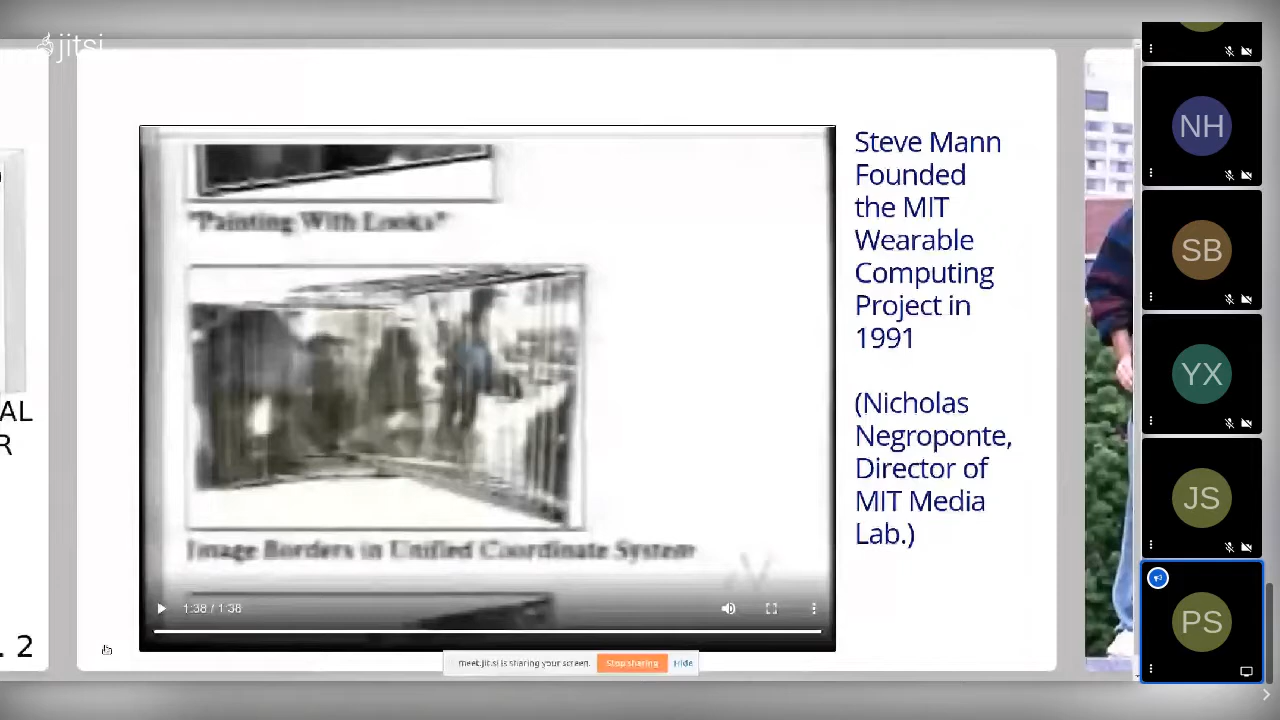 jitsi
"Painting With Looks"
Image Borders in Unified Coordinate System
1:38 / 1:38
Steve Mann
Founded
the MIT
Wearable
Computing
Project in
1991
(Nicholas
Negroponte,
Director of
MIT Media
Lab.)
AL
R
. 2
meet.jit.si is sharing your screen.
Stop sharing
Hide
NH
SB
YX
JS
PS